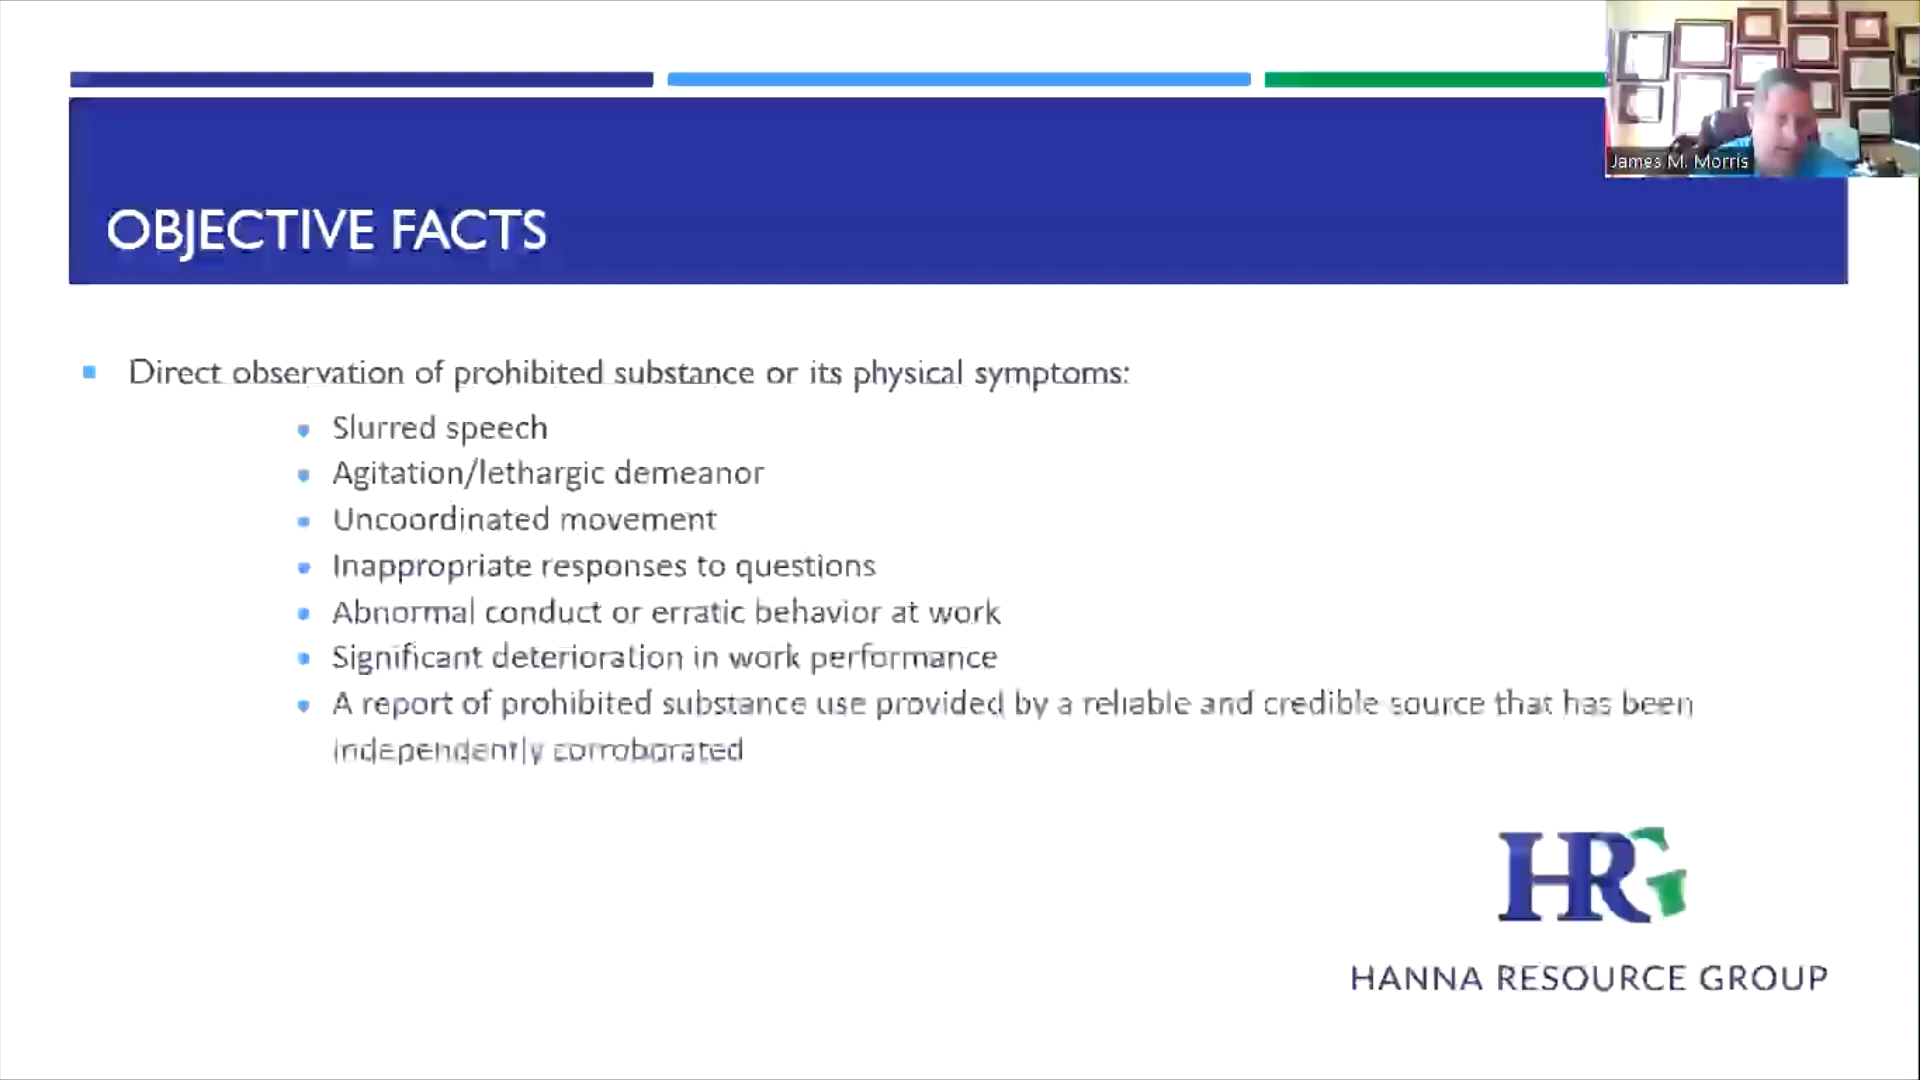 James M. Morris
OBJECTIVE FACTS
Direct observation of prohibited substance or its physical symptoms:
Slurred speech
Agitation/lethargic demeanor
Uncoordinated movement
Inappropriate responses to questions
Abnormal conduct or erratic behavior at work
Significant deterioration in work performance
A report of prohibited substance use provided by a reliable and credible source that has been
independently corroborated
HRG
HANNA RESOURCE GROUP